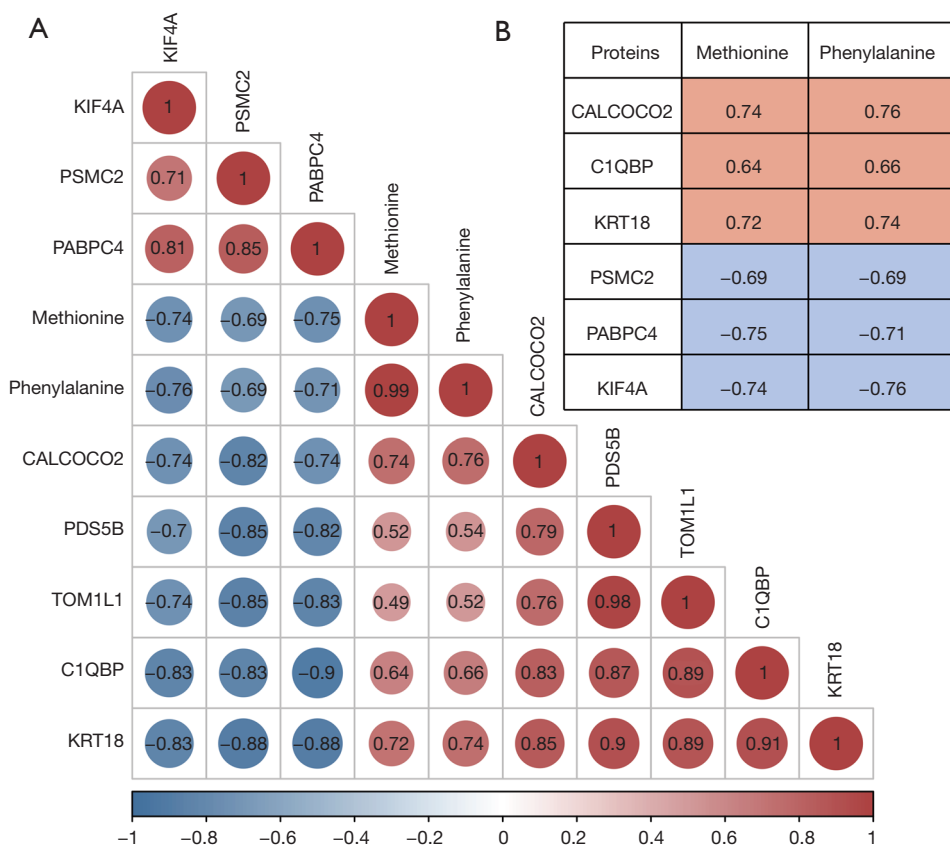 A
KIF4A
PSMC2
PABPC4
Methionine
Phenylalanine
CALCOCO2
PDS5B
TOM1L1
C1QBP
KRT18
KIF4A 1
PSMC2 0.71 1
PABPC4 0.81 0.85 1
Methionine −0.74 −0.69 −0.75 1
Phenylalanine −0.76 −0.69 −0.71 0.99 1
CALCOCO2 −0.74 −0.82 −0.74 0.74 0.76 1
PDS5B −0.7 −0.85 −0.82 0.52 0.54 0.79 1
TOM1L1 −0.74 −0.85 −0.83 0.49 0.52 0.76 0.98 1
C1QBP −0.83 −0.83 −0.9 0.64 0.66 0.83 0.87 0.89 1
KRT18 −0.83 −0.88 −0.88 0.72 0.74 0.85 0.9 0.89 0.91 1
−1 −0.8 −0.6 −0.4 −0.2 0 0.2 0.4 0.6 0.8 1
B
Proteins Methionine Phenylalanine
CALCOCO2 0.74 0.76
C1QBP 0.64 0.66
KRT18 0.72 0.74
PSMC2 −0.69 −0.69
PABPC4 −0.75 −0.71
KIF4A −0.74 −0.76